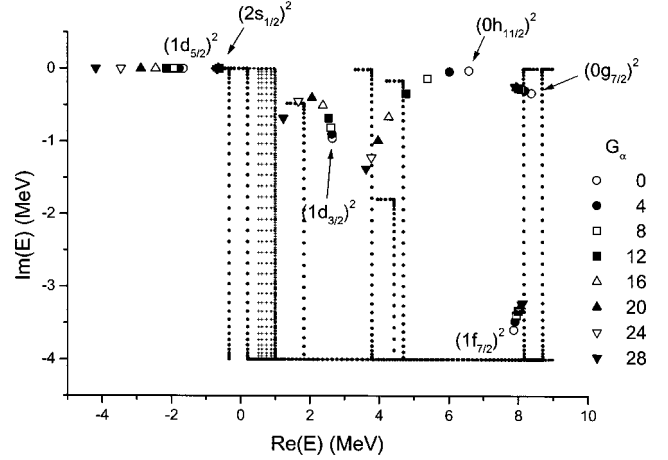 (1d5/2)²
(2s1/2)²
(0h11/2)²
(0g7/2)²
(1d3/2)²
(1f7/2)²
Gα
0
4
8
12
16
20
24
28
Im(E) (MeV)
0
-1
-2
-3
-4
-4 -2 0 2 4 6 8 10
Re(E) (MeV)